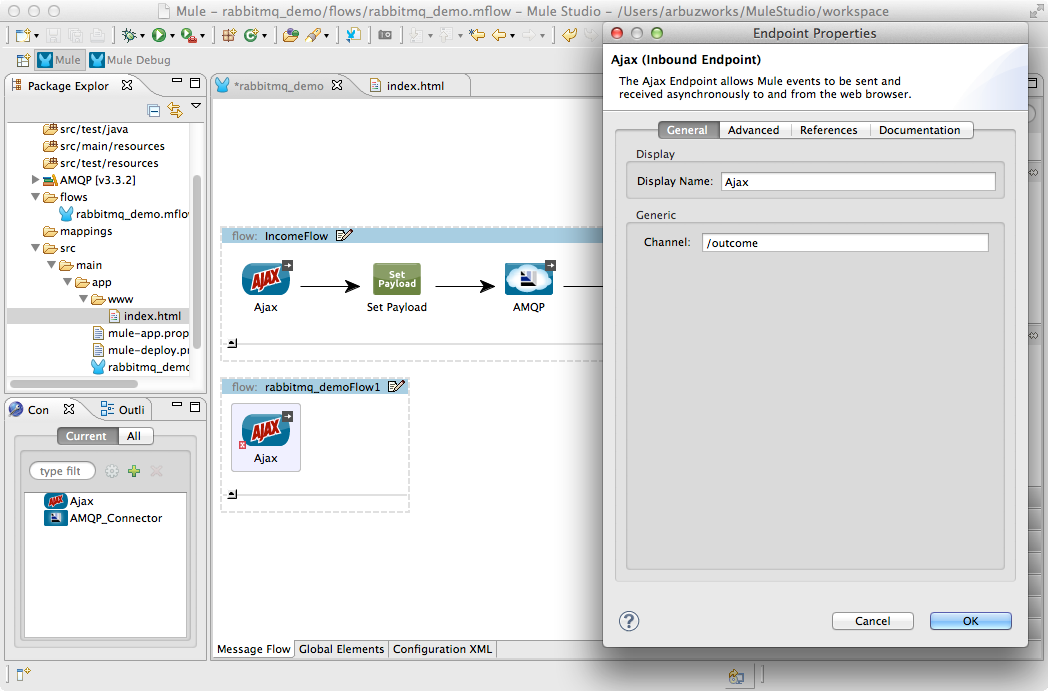 Mule – rabbitmq_demo/flows/rabbitmq_demo.mflow – Mule Studio – /Users/arbuzworks/MuleStudio/workspace
Mule
Mule Debug
Package Explor
src/test/java
src/main/resources
src/test/resources
AMQP [v3.3.2]
flows
rabbitmq_demo.mflo
mappings
src
main
app
www
index.html
mule-app.prop
mule-deploy.p
rabbitmq_demo
Con
Outli
Current
All
type filt
Ajax
AMQP_Connector
*rabbitmq_demo
index.html
flow: IncomeFlow
AJAX
Set
Payload
Ajax
Set Payload
AMQP
flow: rabbitmq_demoFlow1
AJAX
Ajax
Message Flow
Global Elements
Configuration XML
Endpoint Properties
Ajax (Inbound Endpoint)
The Ajax Endpoint allows Mule events to be sent and
received asynchronously to and from the web browser.
General
Advanced
References
Documentation
Display
Display Name: Ajax
Generic
Channel: /outcome
?
Cancel
OK